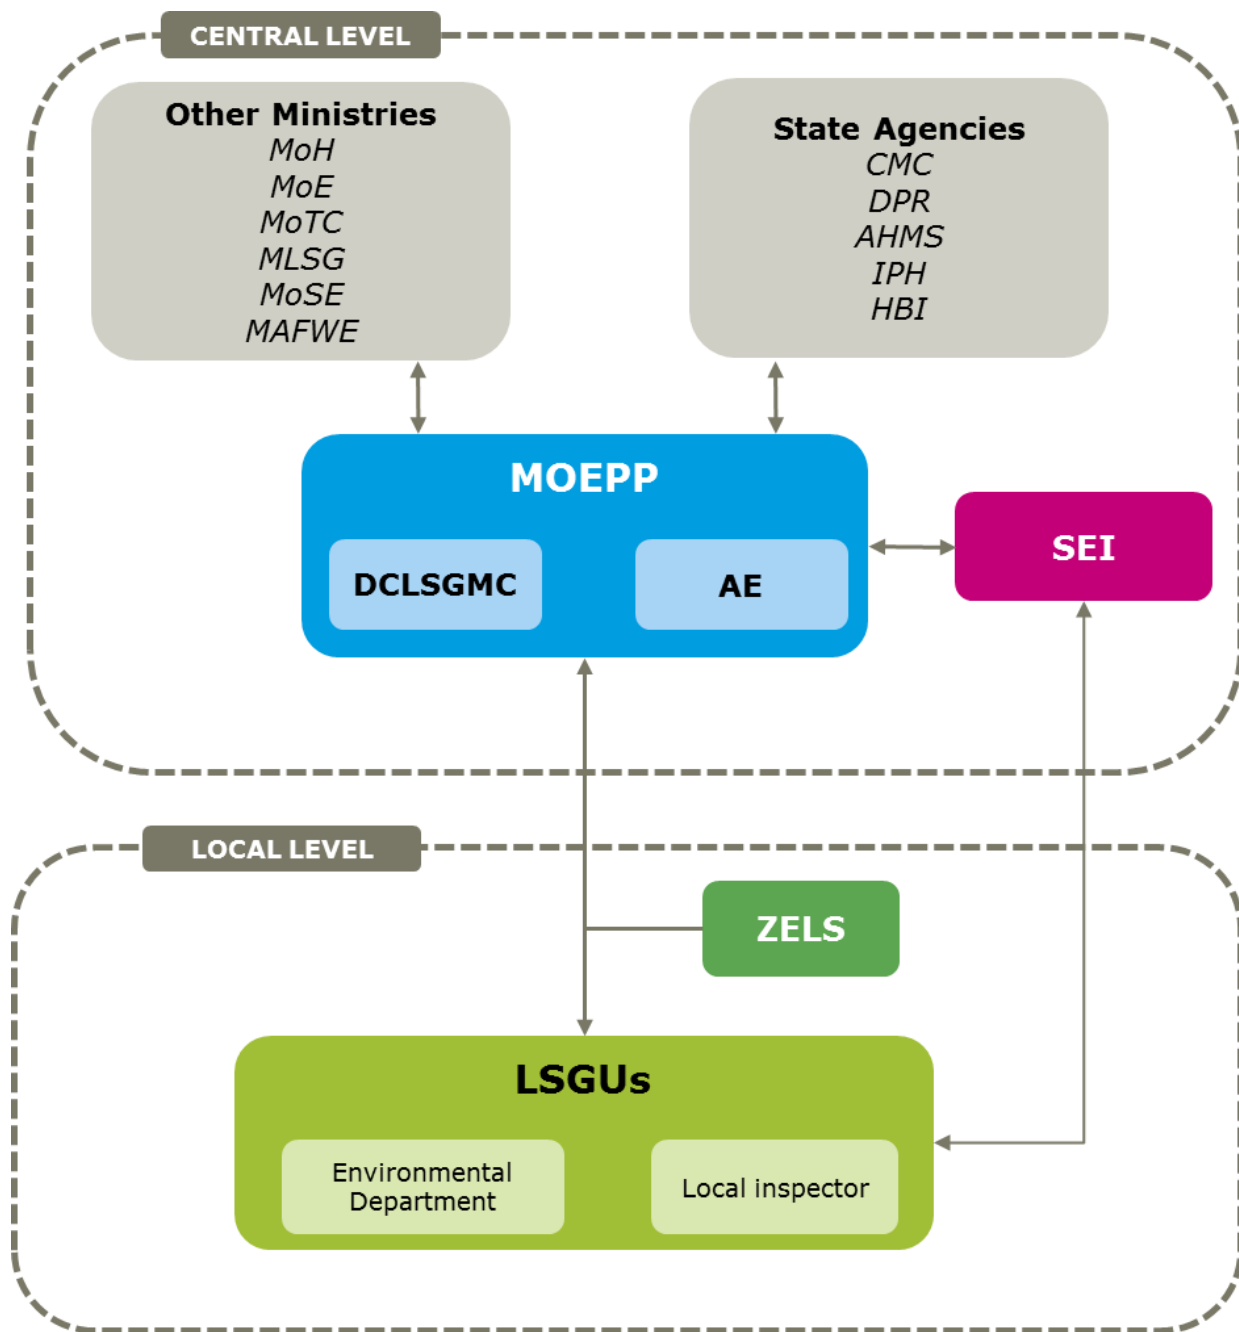 CENTRAL LEVEL
Other Ministries
MoH
MoE
MoTC
MLSG
MoSE
MAFWE
State Agencies
CMC
DPR
AHMS
IPH
HBI
MOEPP
DCLSGMC
AE
SEI
LOCAL LEVEL
ZELS
LSGUs
Environmental
Department
Local inspector